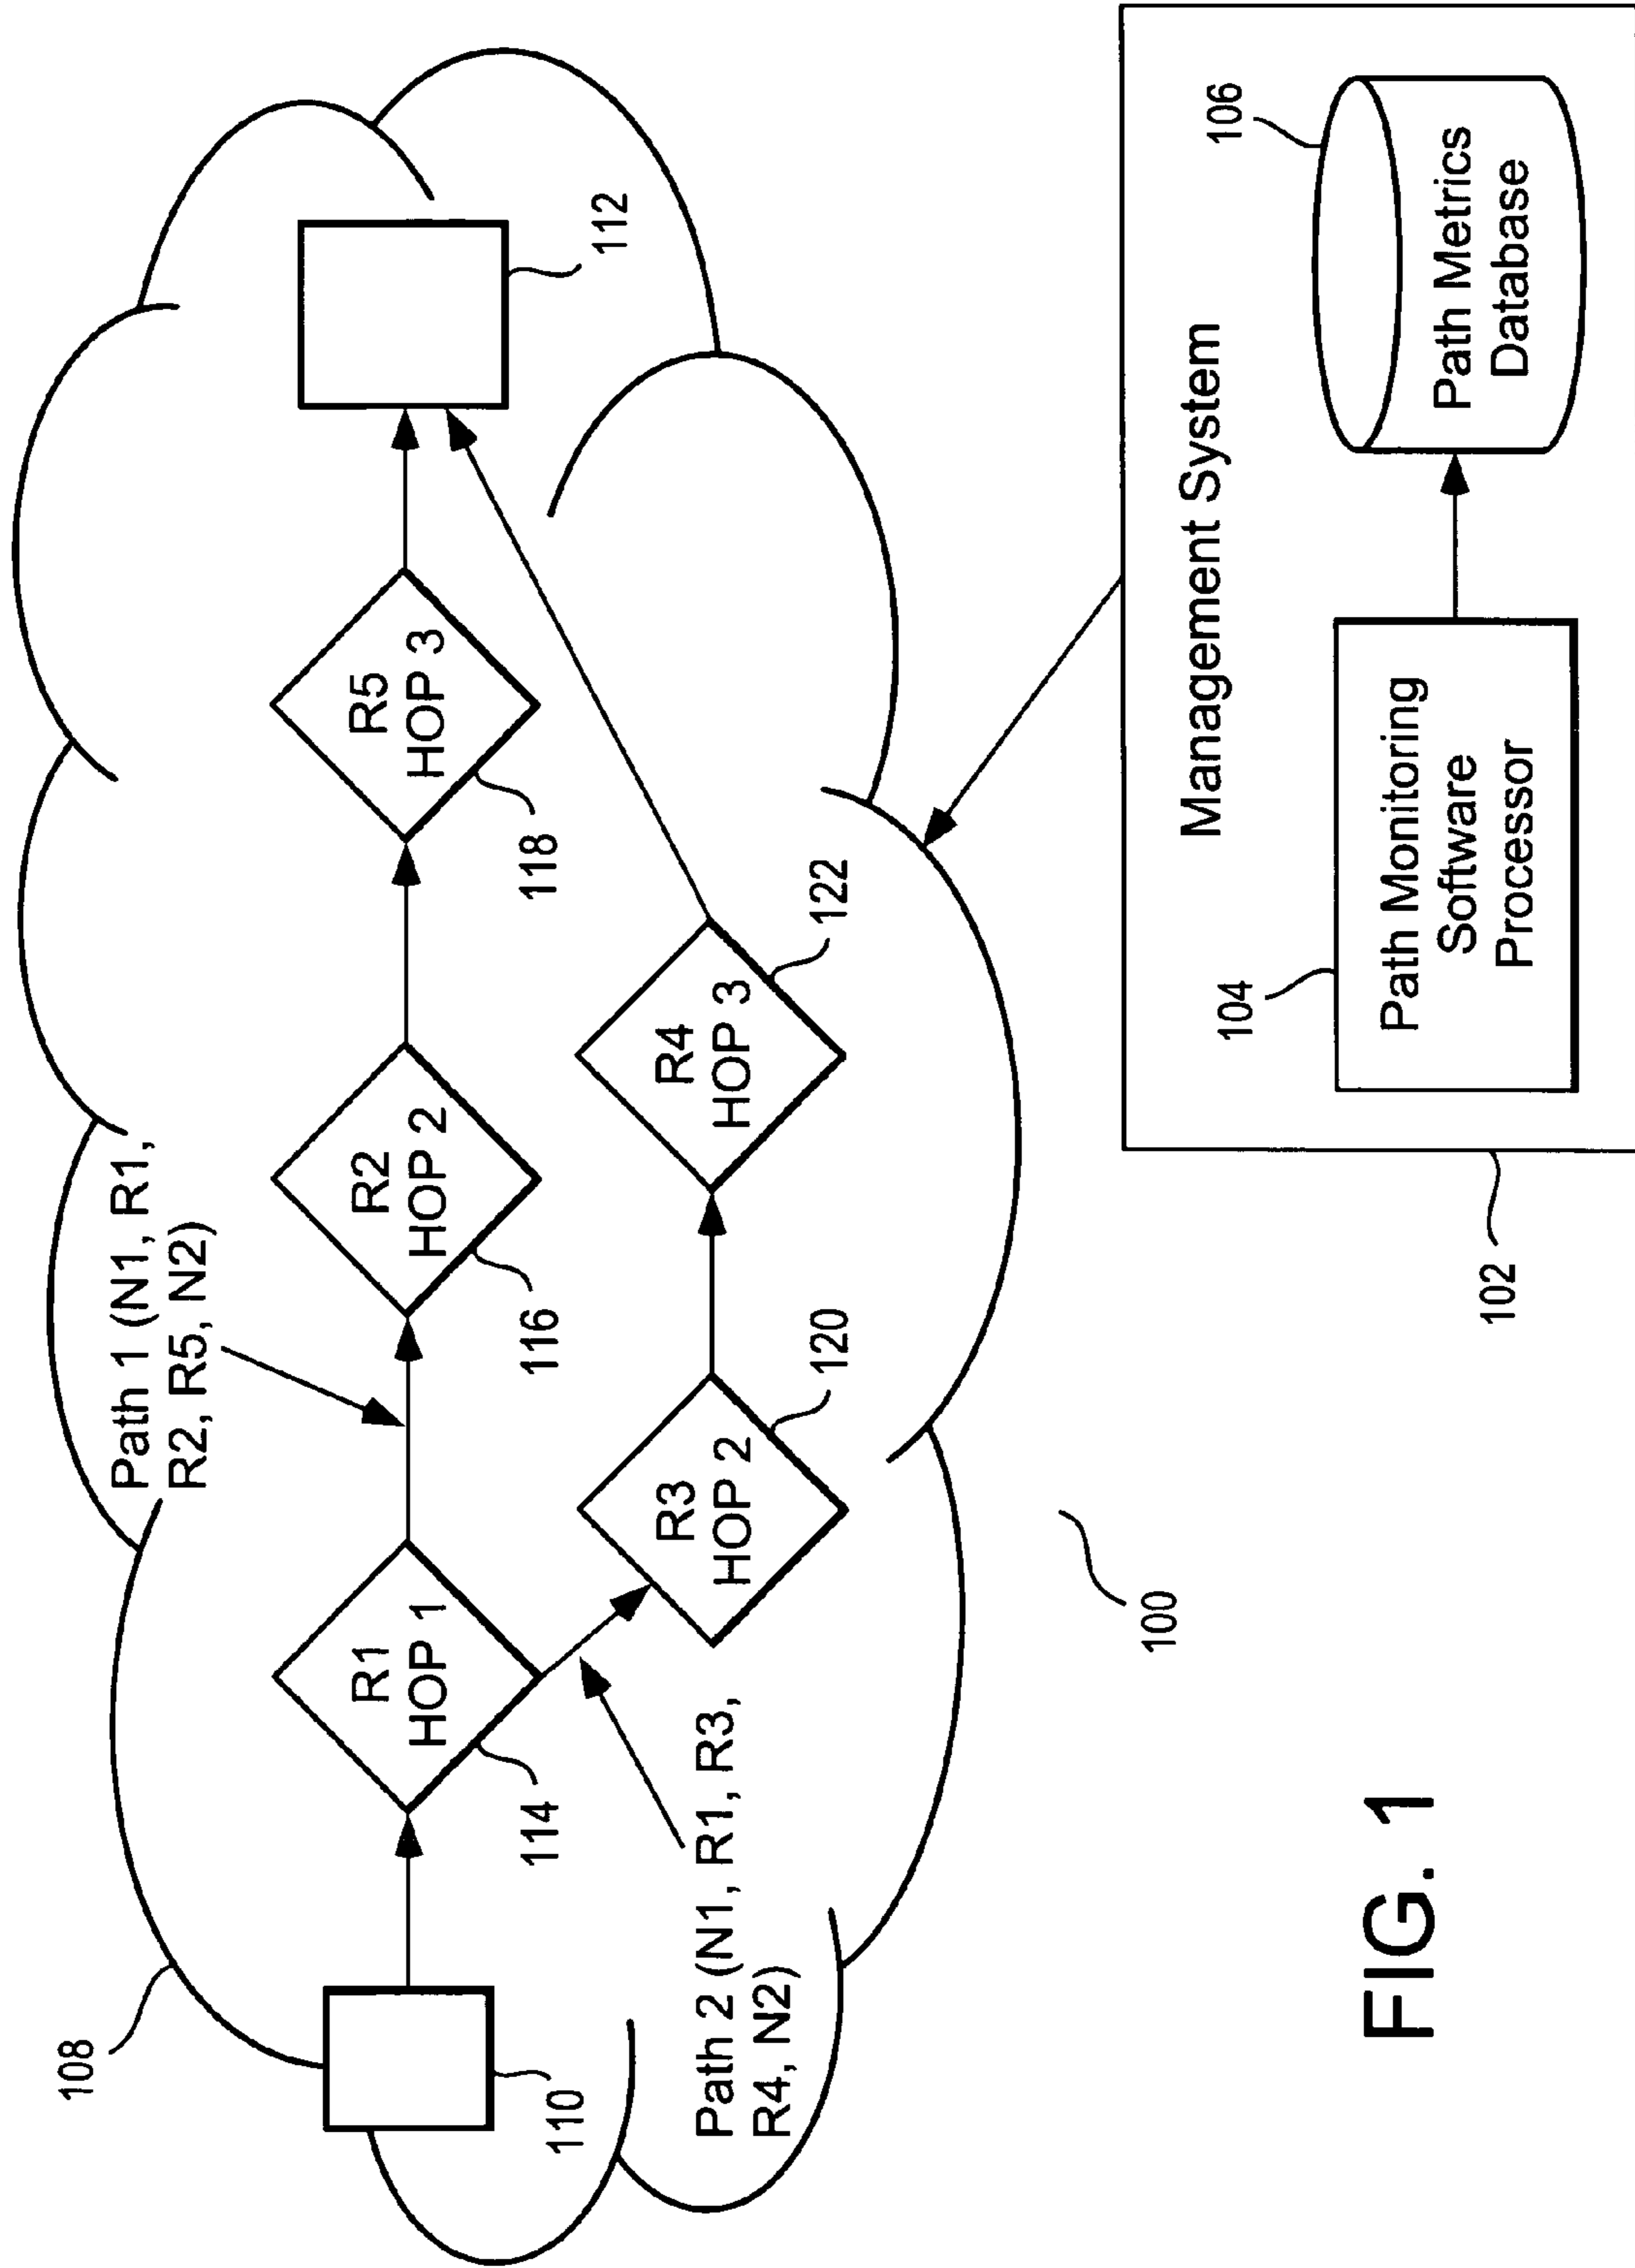 108
Path 1 (N1, R1,
R2, R5, N2)
110
R1
HOP 1
114
R2
HOP 2
116
R5
HOP 3
118
112
Path 2 (N1, R1, R3,
R4, N2)
R3
HOP 2
120
R4
HOP 3
122
100
102
Management System
104
Path Monitoring
Software
Processor
106
Path Metrics
Database
FIG. 1